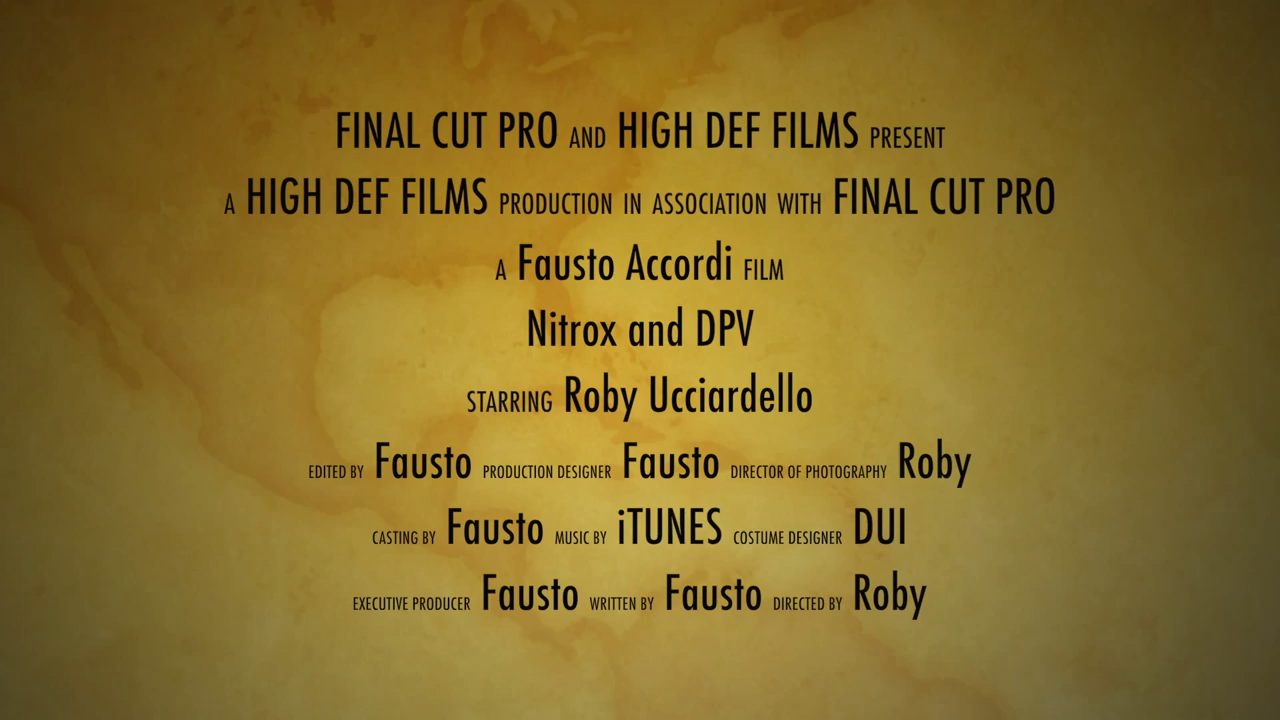 FINAL CUT PRO AND HIGH DEF FILMS PRESENT
A HIGH DEF FILMS PRODUCTION IN ASSOCIATION WITH FINAL CUT PRO
A Fausto Accordi FILM
Nitrox and DPV
STARRING Roby Ucciardello
EDITED BY Fausto PRODUCTION DESIGNER Fausto DIRECTOR OF PHOTOGRAPHY Roby
CASTING BY Fausto MUSIC BY iTUNES COSTUME DESIGNER DUI
EXECUTIVE PRODUCER Fausto WRITTEN BY Fausto DIRECTED BY Roby